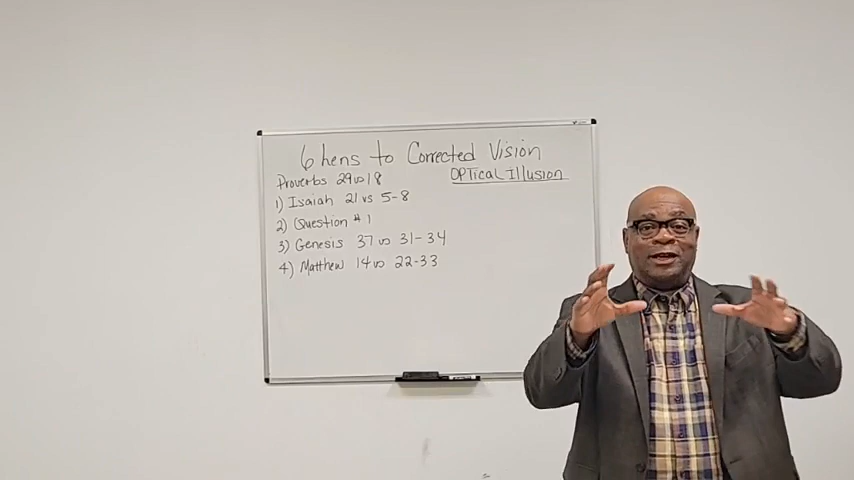 6 hens to Corrected Vision
Proverbs 29 vs 18
OPTical Illusion
1) Isaiah 21 vs 5-8
2) Question #1
3) Genesis 37 vs 31-34
4) Matthew 14 vs 22-33